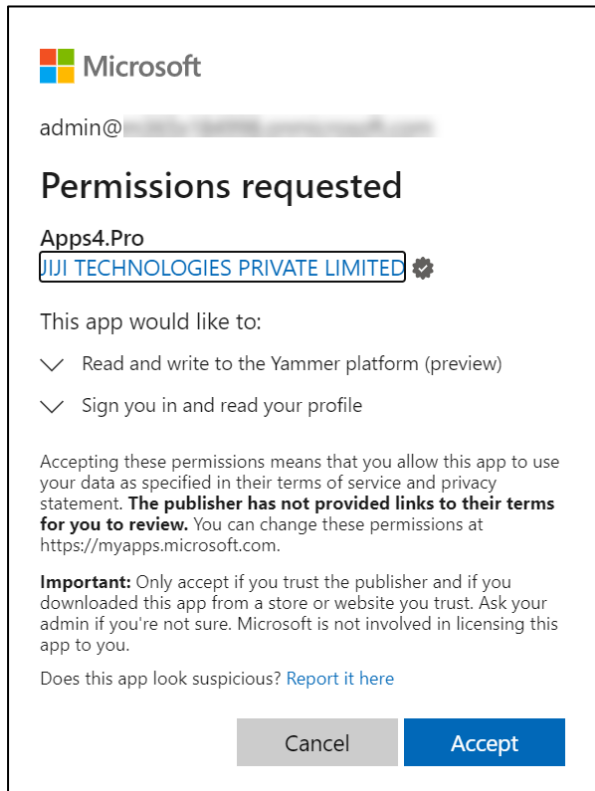 Microsoft
admin@
Permissions requested
Apps4.Pro
JIJI TECHNOLOGIES PRIVATE LIMITED
This app would like to:
Read and write to the Yammer platform (preview)
Sign you in and read your profile
Accepting these permissions means that you allow this app to use
your data as specified in their terms of service and privacy
statement. The publisher has not provided links to their terms
for you to review. You can change these permissions at
https://myapps.microsoft.com.
Important: Only accept if you trust the publisher and if you
downloaded this app from a store or website you trust. Ask your
admin if you're not sure. Microsoft is not involved in licensing this
app to you.
Does this app look suspicious? Report it here
Cancel Accept